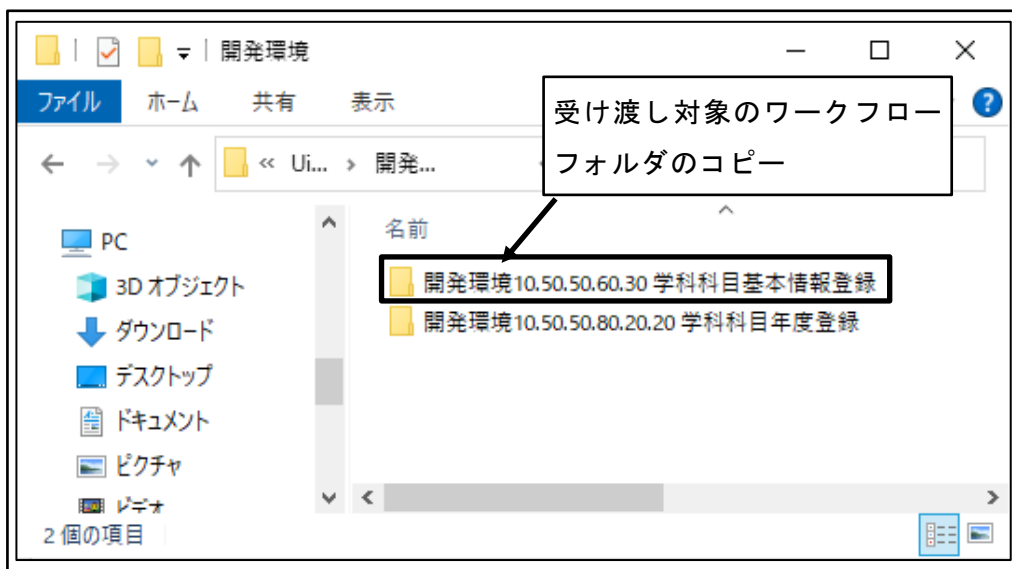 開発環境
ファイル ホーム 共有 表示
受け渡し対象のワークフロー
フォルダのコピー
« Ui... › 開発...
名前
PC
3D オブジェクト
ダウンロード
デスクトップ
ドキュメント
ピクチャ
ビデオ
開発環境10.50.50.60.30 学科科目基本情報登録
開発環境10.50.50.80.20.20 学科科目年度登録
2 個の項目